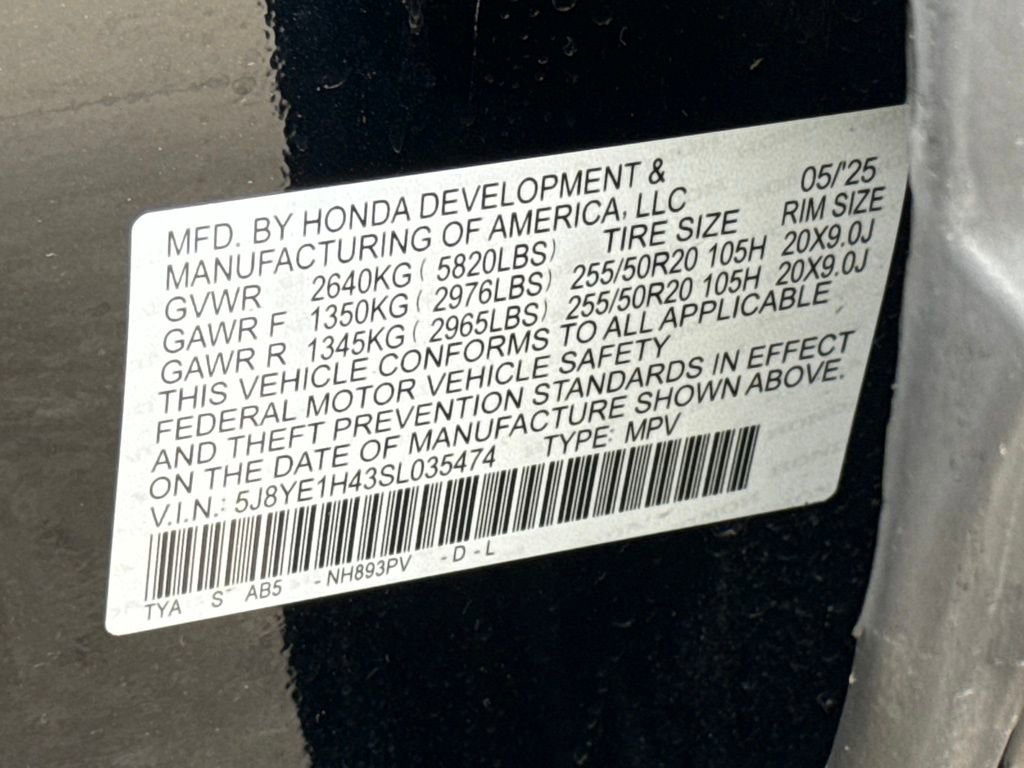 MFD. BY HONDA DEVELOPMENT & 05/'25
MANUFACTURING OF AMERICA, LLC
GVWR 2640KG ( 5820LBS) TIRE SIZE RIM SIZE
GAWR F 1350KG ( 2976LBS) 255/50R20 105H 20X9.0J
GAWR R 1345KG ( 2965LBS) 255/50R20 105H 20X9.0J
THIS VEHICLE CONFORMS TO ALL APPLICABLE
FEDERAL MOTOR VEHICLE SAFETY
AND THEFT PREVENTION STANDARDS IN EFFECT
ON THE DATE OF MANUFACTURE SHOWN ABOVE.
V.I.N.: 5J8YE1H43SL035474 TYPE: MPV
TYA S AB5 - NH893PV - D - L